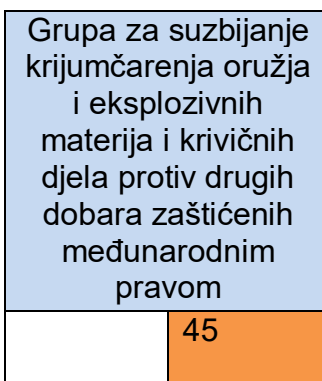 Grupa za suzbijanje
krijumčarenja oružja
i eksplozivnih
materija i krivičnih
djela protiv drugih
dobara zaštićenih
međunarodnim
pravom
45